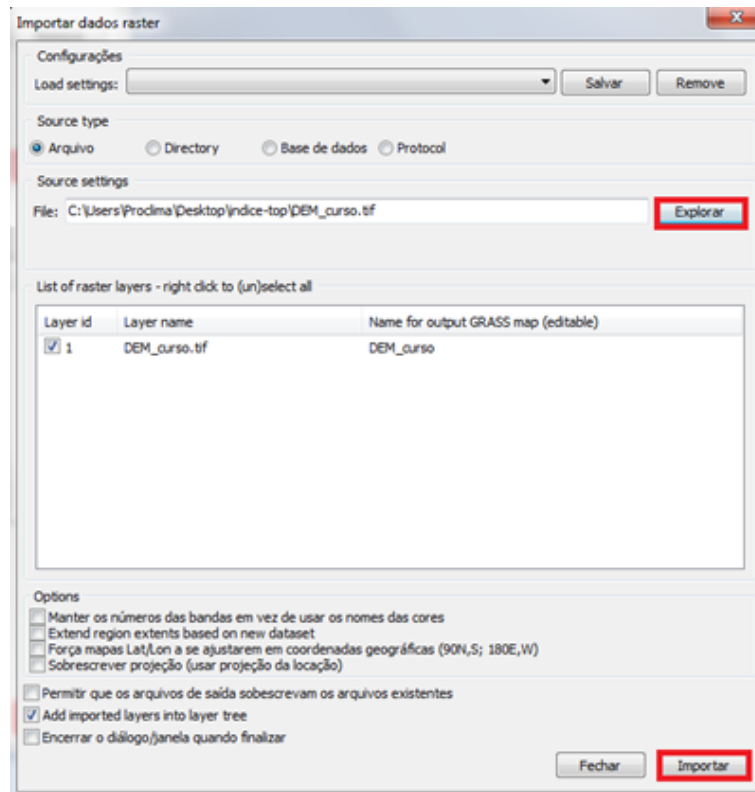 Importar dados raster
Configurações
Load settings: Salvar Remove
Source type
Arquivo Directory Base de dados Protocol
Source settings
File: C:\Users\Proclima\Desktop\indice-top\DEM_curso.tif Explorar
List of raster layers - right click to (un)select all
Layer id Layer name Name for output GRASS map (editable)
1 DEM_curso.tif DEM_curso
Options
Manter os números das bandas em vez de usar os nomes das cores
Extend region extents based on new dataset
Força mapas Lat/Lon a se ajustarem em coordenadas geográficas (90N,S; 180E,W)
Sobrescrever projeção (usar projeção da locação)
Permitir que os arquivos de saída sobescrevam os arquivos existentes
Add imported layers into layer tree
Encerrar o diálogo/janela quando finalizar
Fechar Importar